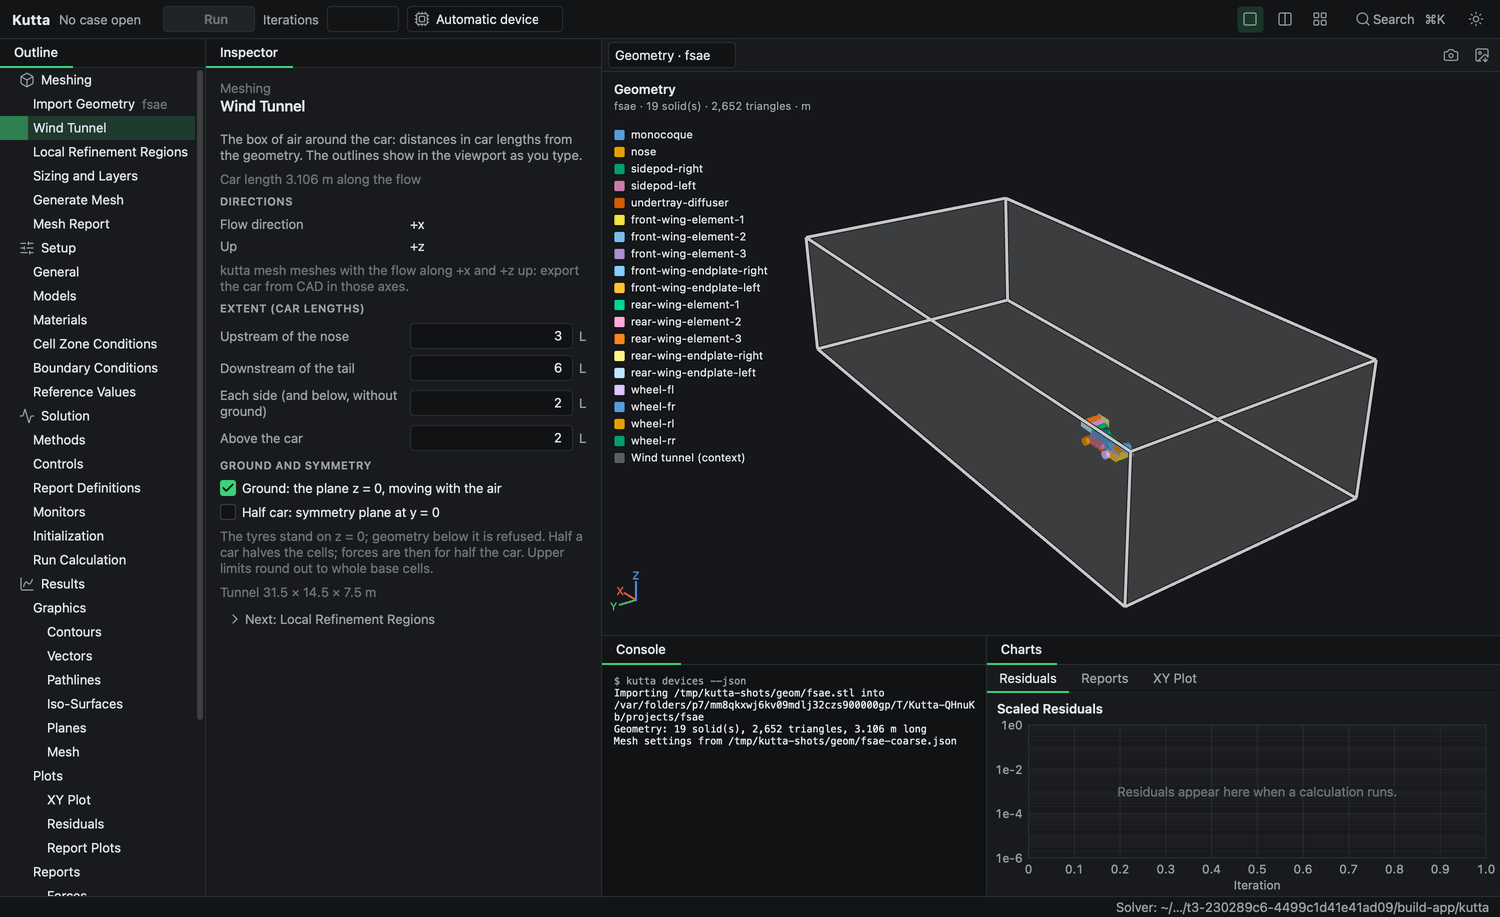 Kutta No case open Run Iterations Automatic device Search ⌘K
Outline
Meshing
Import Geometry fsae
Wind Tunnel
Local Refinement Regions
Sizing and Layers
Generate Mesh
Mesh Report
Setup
General
Models
Materials
Cell Zone Conditions
Boundary Conditions
Reference Values
Solution
Methods
Controls
Report Definitions
Monitors
Initialization
Run Calculation
Results
Graphics
Contours
Vectors
Pathlines
Iso-Surfaces
Planes
Mesh
Plots
XY Plot
Residuals
Report Plots
Reports
Forces
Inspector
Meshing
Wind Tunnel
The box of air around the car: distances in car lengths from
the geometry. The outlines show in the viewport as you type.
Car length 3.106 m along the flow
DIRECTIONS
Flow direction +x
Up +z
kutta mesh meshes with the flow along +x and +z up: export
the car from CAD in those axes.
EXTENT (CAR LENGTHS)
Upstream of the nose 3 L
Downstream of the tail 6 L
Each side (and below, without
ground) 2 L
Above the car 2 L
GROUND AND SYMMETRY
Ground: the plane z = 0, moving with the air
Half car: symmetry plane at y = 0
The tyres stand on z = 0; geometry below it is refused. Half a
car halves the cells; forces are then for half the car. Upper
limits round out to whole base cells.
Tunnel 31.5 × 14.5 × 7.5 m
Next: Local Refinement Regions
Geometry · fsae
Geometry
fsae · 19 solid(s) · 2,652 triangles · m
monocoque
nose
sidepod-right
sidepod-left
undertray-diffuser
front-wing-element-1
front-wing-element-2
front-wing-element-3
front-wing-endplate-right
front-wing-endplate-left
rear-wing-element-1
rear-wing-element-2
rear-wing-element-3
rear-wing-endplate-right
rear-wing-endplate-left
wheel-fl
wheel-fr
wheel-rl
wheel-rr
Wind tunnel (context)
Z
X
Y
Console
$ kutta devices --json
Importing /tmp/kutta-shots/geom/fsae.stl into
/var/folders/p7/mm8qkxwj6kv09mdlj32czs900000gp/T/Kutta-QHnuK
b/projects/fsae
Geometry: 19 solid(s), 2,652 triangles, 3.106 m long
Mesh settings from /tmp/kutta-shots/geom/fsae-coarse.json
Charts
Residuals Reports XY Plot
Scaled Residuals
1e0
1e-2
Residuals appear here when a calculation runs.
1e-4
1e-6
0 0.1 0.2 0.3 0.4 0.5 0.6 0.7 0.8 0.9 1.0
Iteration
Solver: ~/.../t3-230289c6-4499c1d41e41ad09/build-app/kutta